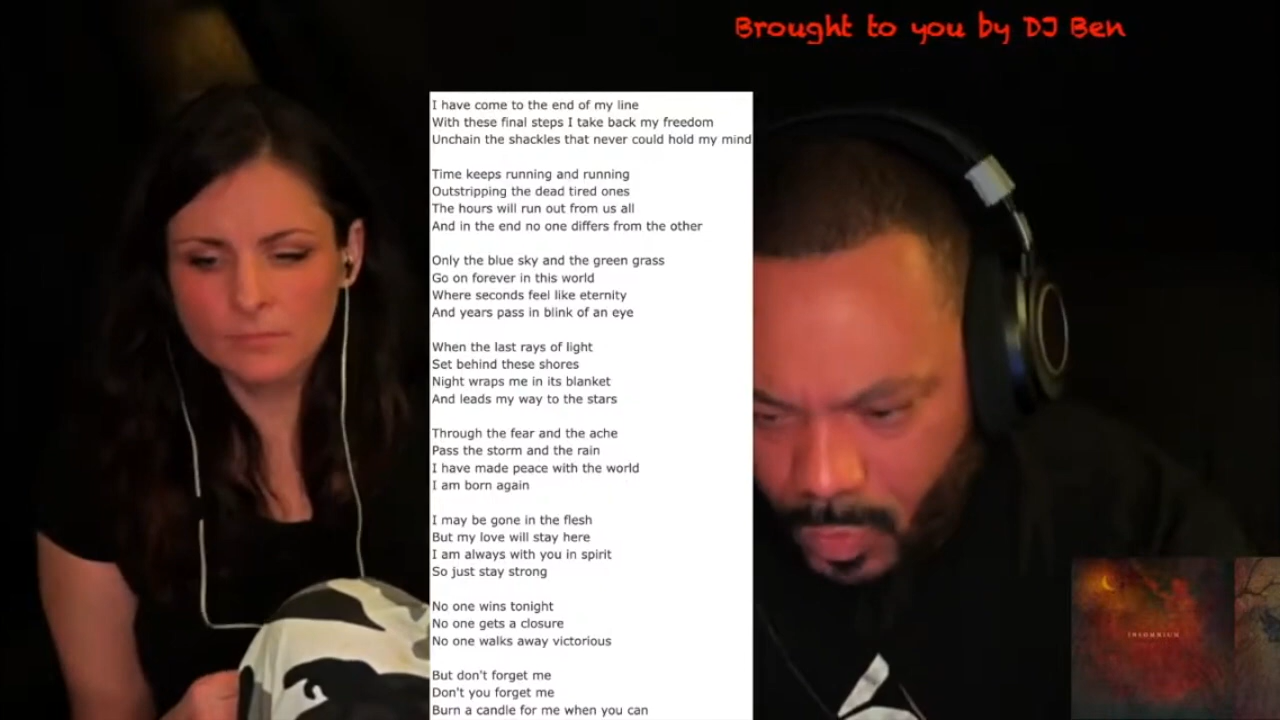 Brought to you by DJ Ben
I have come to the end of my line
With these final steps I take back my freedom
Unchain the shackles that never could hold my mind
Time keeps running and running
Outstripping the dead tired ones
The hours will run out from us all
And in the end no one differs from the other
Only the blue sky and the green grass
Go on forever in this world
Where seconds feel like eternity
And years pass in blink of an eye
When the last rays of light
Set behind these shores
Night wraps me in its blanket
And leads my way to the stars
Through the fear and the ache
Pass the storm and the rain
I have made peace with the world
I am born again
I may be gone in the flesh
But my love will stay here
I am always with you in spirit
So just stay strong
No one wins tonight
No one gets a closure
No one walks away victorious
But don't forget me
Don't you forget me
Burn a candle for me when you can
INSOMNIUM